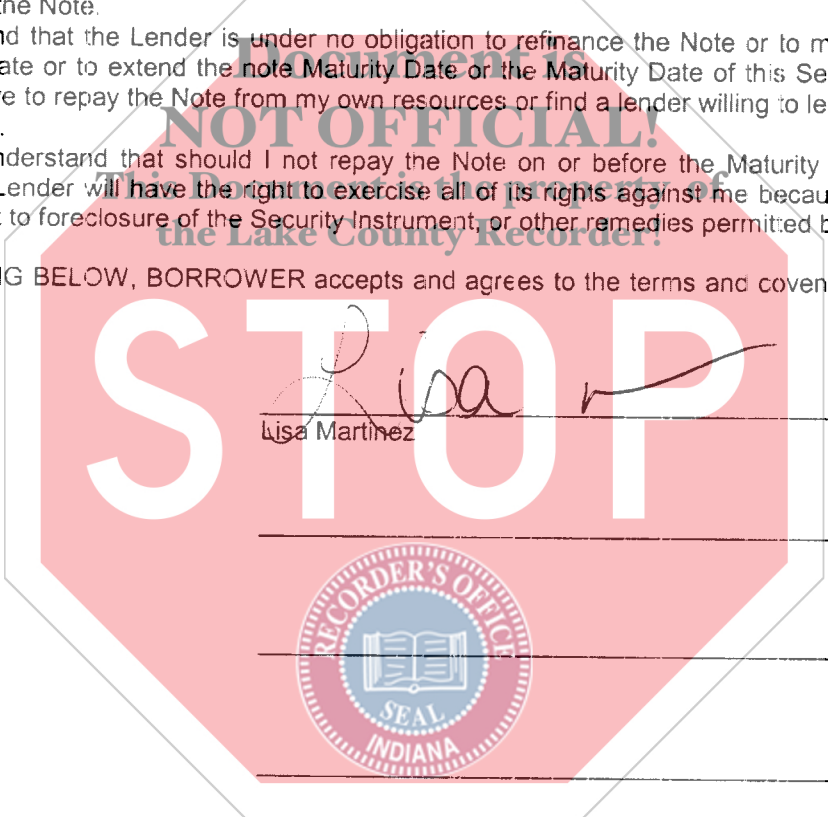 the Note.
nd that the Lender is under no obligation to refinance the Note or to m
Document is
ate or to extend the note Maturity Date or the Maturity Date of this Se
e to repay the Note from my own resources or find a lender willing to le
NOT OFFICIAL!
.
nderstand that should I not repay the Note on or before the Maturity
This Document is the property of
Lender will have the right to exercise all of its rights against me becau
t to foreclosure of the Security Instrument, or other remedies permitted b
the Lake County Recorder!
NG BELOW, BORROWER accepts and agrees to the terms and coven
STOP
Lisa
Lisa Martinez
RECORDER'S OFFICE
SEAL
INDIANA